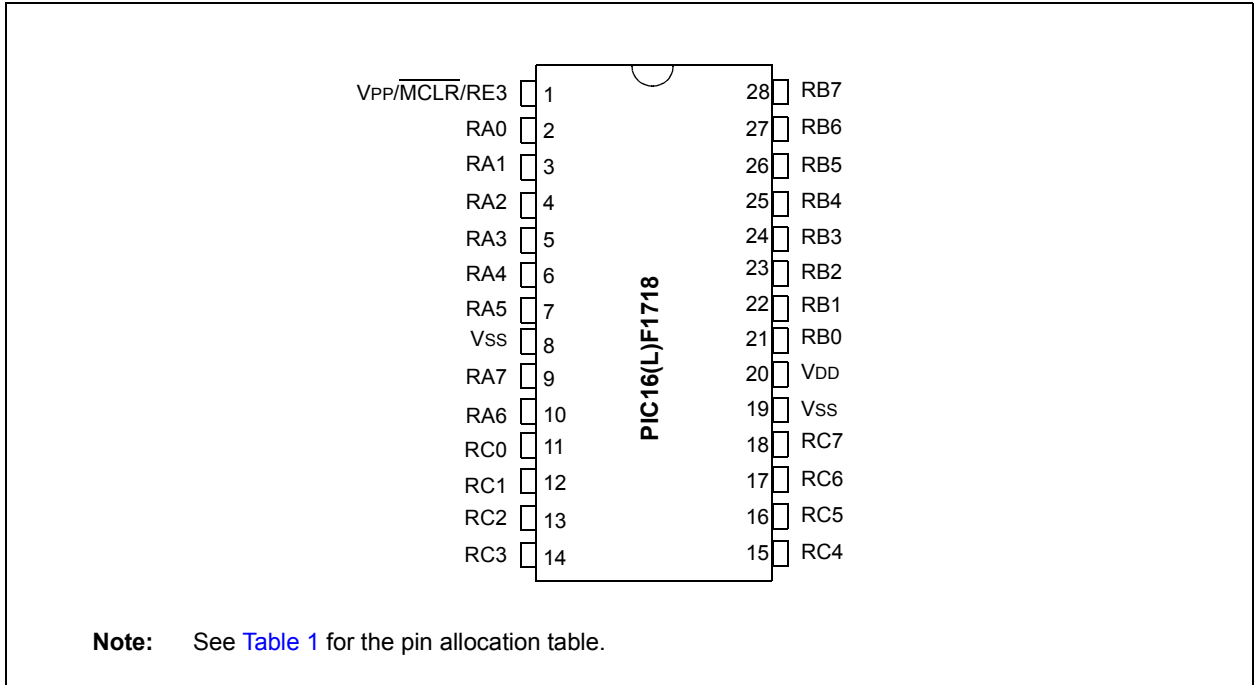 VPP/MCLR/RE3 1 28 RB7
RA0 2 27 RB6
RA1 3 26 RB5
RA2 4 25 RB4
RA3 5 24 RB3
RA4 6 23 RB2
RA5 7 22 RB1
VSS 8 21 RB0
RA7 9 20 VDD
RA6 10 19 VSS
RC0 11 18 RC7
RC1 12 17 RC6
RC2 13 16 RC5
RC3 14 15 RC4
PIC16(L)F1718
Note: See Table 1 for the pin allocation table.